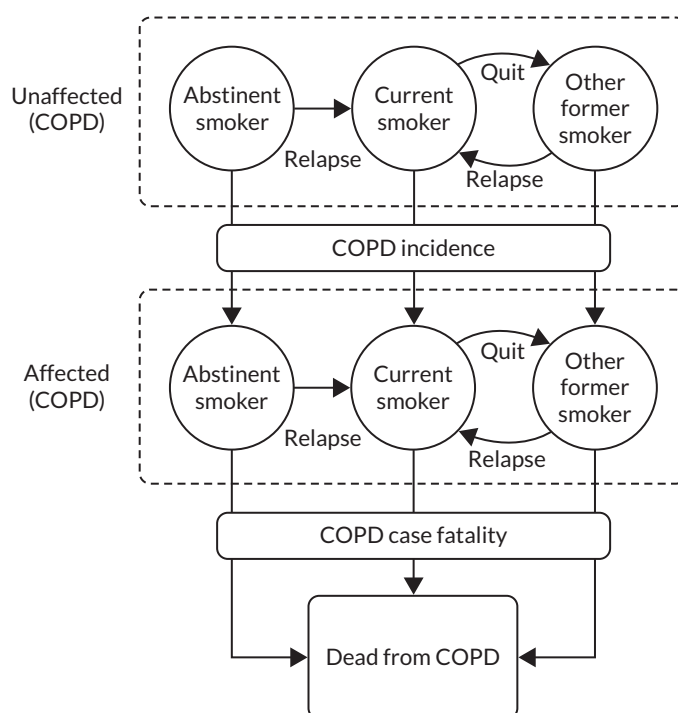 Unaffected
(COPD)
Abstinent
smoker
Relapse
Current
smoker
Quit
Relapse
Other
former
smoker
COPD incidence
Affected
(COPD)
Abstinent
smoker
Relapse
Current
smoker
Quit
Relapse
Other
former
smoker
COPD case fatality
Dead from COPD